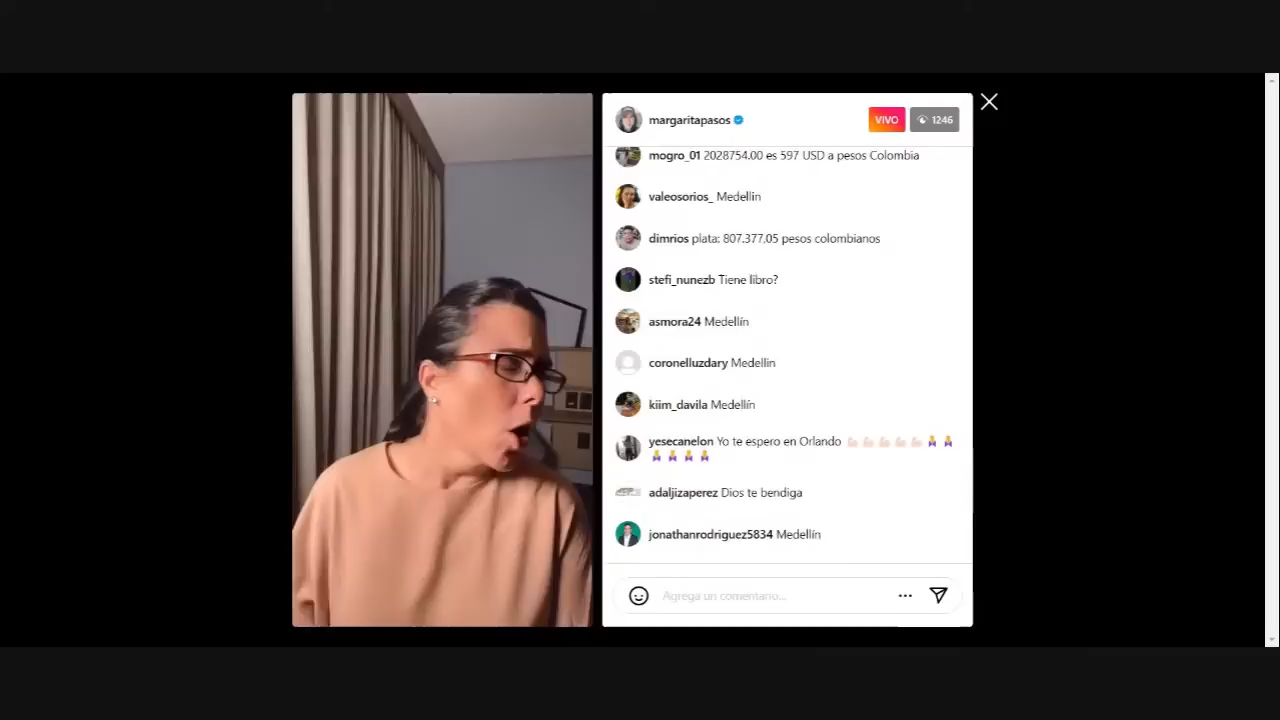 margaritapasos
VIVO
1246
mogro_01 2028754.00 es 597 USD a pesos Colombia
valeosorios_ Medellin
dimrios plata: 807.377,05 pesos colombianos
stefi_nunezb Tiene libro?
asmora24 Medellín
coronelluzdary Medellin
kiim_davila Medellín
yesecanelon Yo te espero en Orlando 💪🏻💪🏻💪🏻💪🏻💪🏻🧎‍♀️🧎‍♀️
🧎‍♀️🧎‍♀️🧎‍♀️🧎‍♀️
adaljizaperez Dios te bendiga
jonathanrodriguez5834 Medellín
Agrega un comentario...